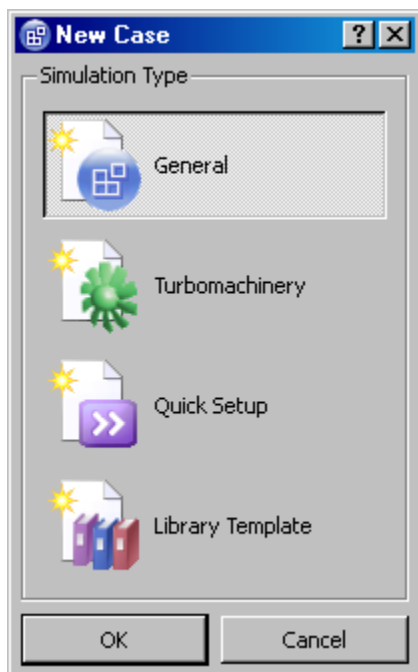 New Case
Simulation Type
General
Turbomachinery
Quick Setup
Library Template
OK Cancel